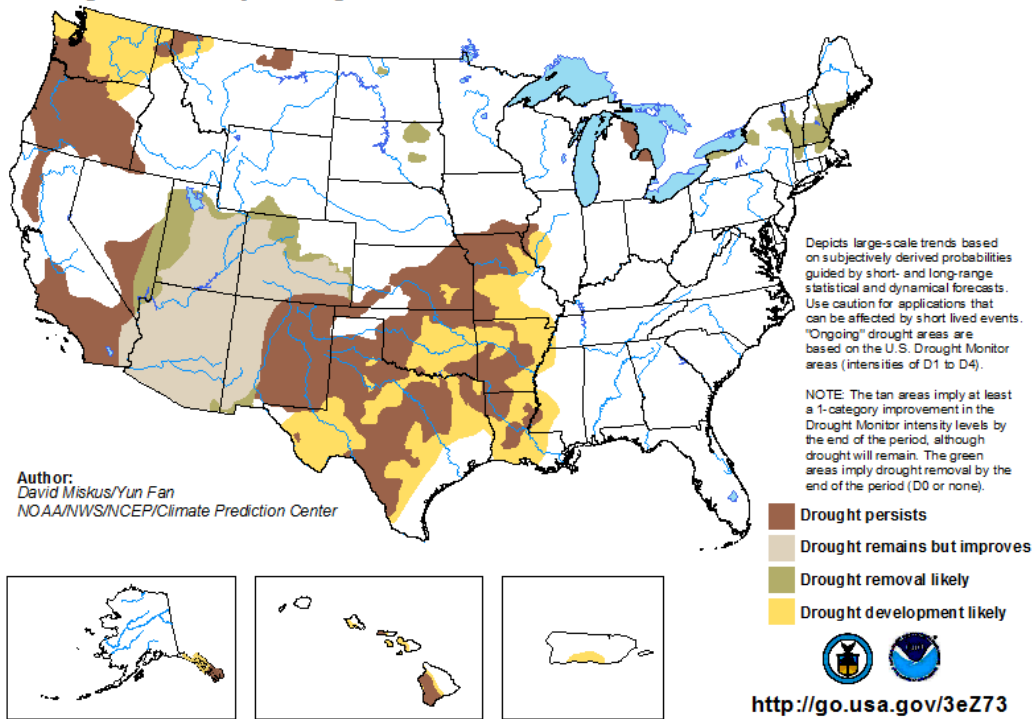 Depicts large-scale trends based
on subjectively derived probabilities
guided by short- and long-range
statistical and dynamical forecasts.
Use caution for applications that
can be affected by short lived events.
"Ongoing" drought areas are
based on the U.S. Drought Monitor
areas (intensities of D1 to D4).
NOTE: The tan areas imply at least
a 1-category improvement in the
Drought Monitor intensity levels by
the end of the period, although
drought will remain. The green
areas imply drought removal by the
end of the period (D0 or none).
Author:
David Miskus/Yun Fan
NOAA/NWS/NCEP/Climate Prediction Center
Drought persists
Drought remains but improves
Drought removal likely
Drought development likely
http://go.usa.gov/3eZ73